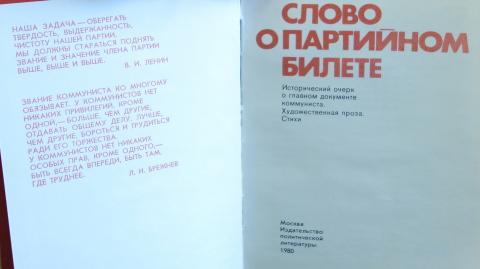 НАША ЗАДАЧА — ОБЕРЕГАТЬ
ТВЕРДОСТЬ, ВЫДЕРЖАННОСТЬ,
ЧИСТОТУ НАШЕЙ ПАРТИИ.
МЫ ДОЛЖНЫ СТАРАТЬСЯ ПОДНЯТЬ
ЗВАНИЕ И ЗНАЧЕНИЕ ЧЛЕНА ПАРТИИ
ВЫШЕ, ВЫШЕ И ВЫШЕ.
В. И. ЛЕНИН
ЗВАНИЕ КОММУНИСТА КО МНОГОМУ
ОБЯЗЫВАЕТ. У КОММУНИСТОВ НЕТ
НИКАКИХ ПРИВИЛЕГИЙ, КРОМЕ
ОДНОЙ, — БОЛЬШЕ, ЧЕМ ДРУГИЕ,
ОТДАВАТЬ ОБЩЕМУ ДЕЛУ, ЛУЧШЕ,
ЧЕМ ДРУГИЕ, БОРОТЬСЯ И ТРУДИТЬСЯ
РАДИ ЕГО ТОРЖЕСТВА.
У КОММУНИСТОВ НЕТ НИКАКИХ
ОСОБЫХ ПРАВ, КРОМЕ ОДНОГО, —
БЫТЬ ВСЕГДА ВПЕРЕДИ, БЫТЬ ТАМ,
ГДЕ ТРУДНЕЕ.
Л. И. БРЕЖНЕВ
СЛОВО
О ПАРТИЙНОМ
БИЛЕТЕ
Исторический очерк
о главном документе
коммуниста.
Художественная проза.
Стихи
Москва
Издательство
политической
литературы
1980